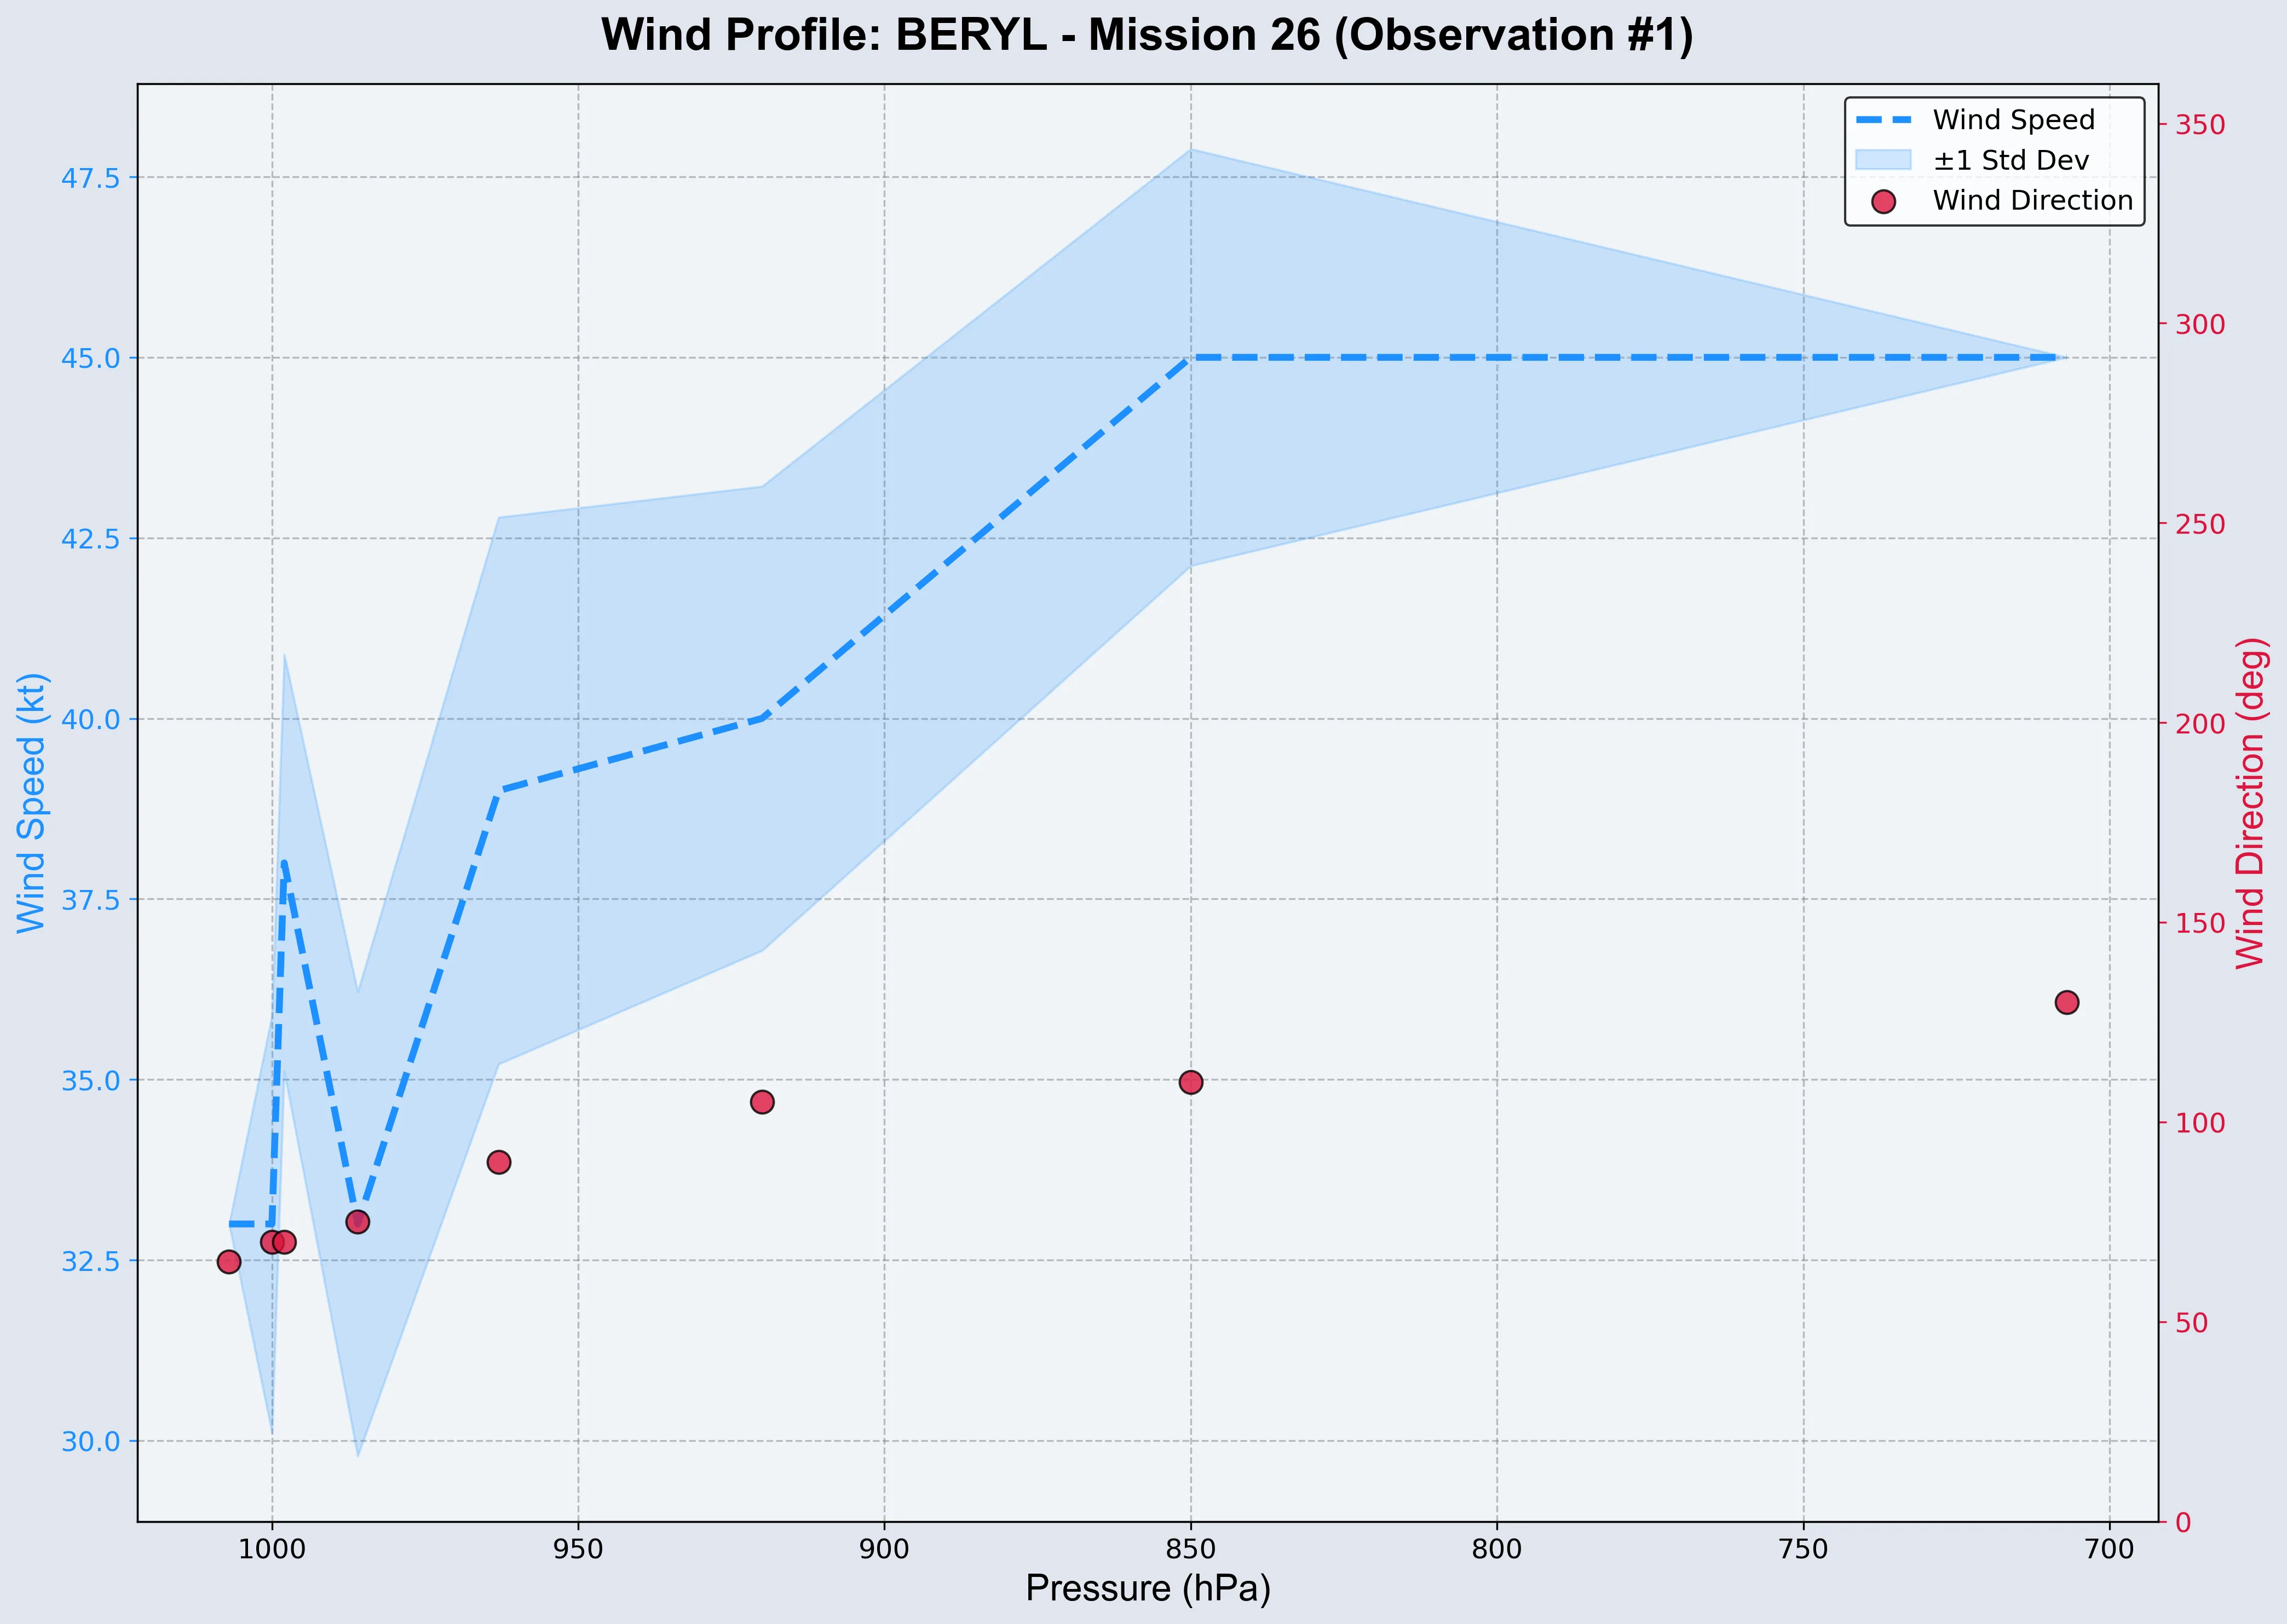 Wind Profile: BERYL - Mission 26 (Observation #1)
Wind Speed
±1 Std Dev
Wind Direction
Wind Speed (kt)
47.5
45.0
42.5
40.0
37.5
35.0
32.5
30.0
350
300
250
200
150
100
50
0
Wind Direction (deg)
1000 950 900 850 800 750 700
Pressure (hPa)